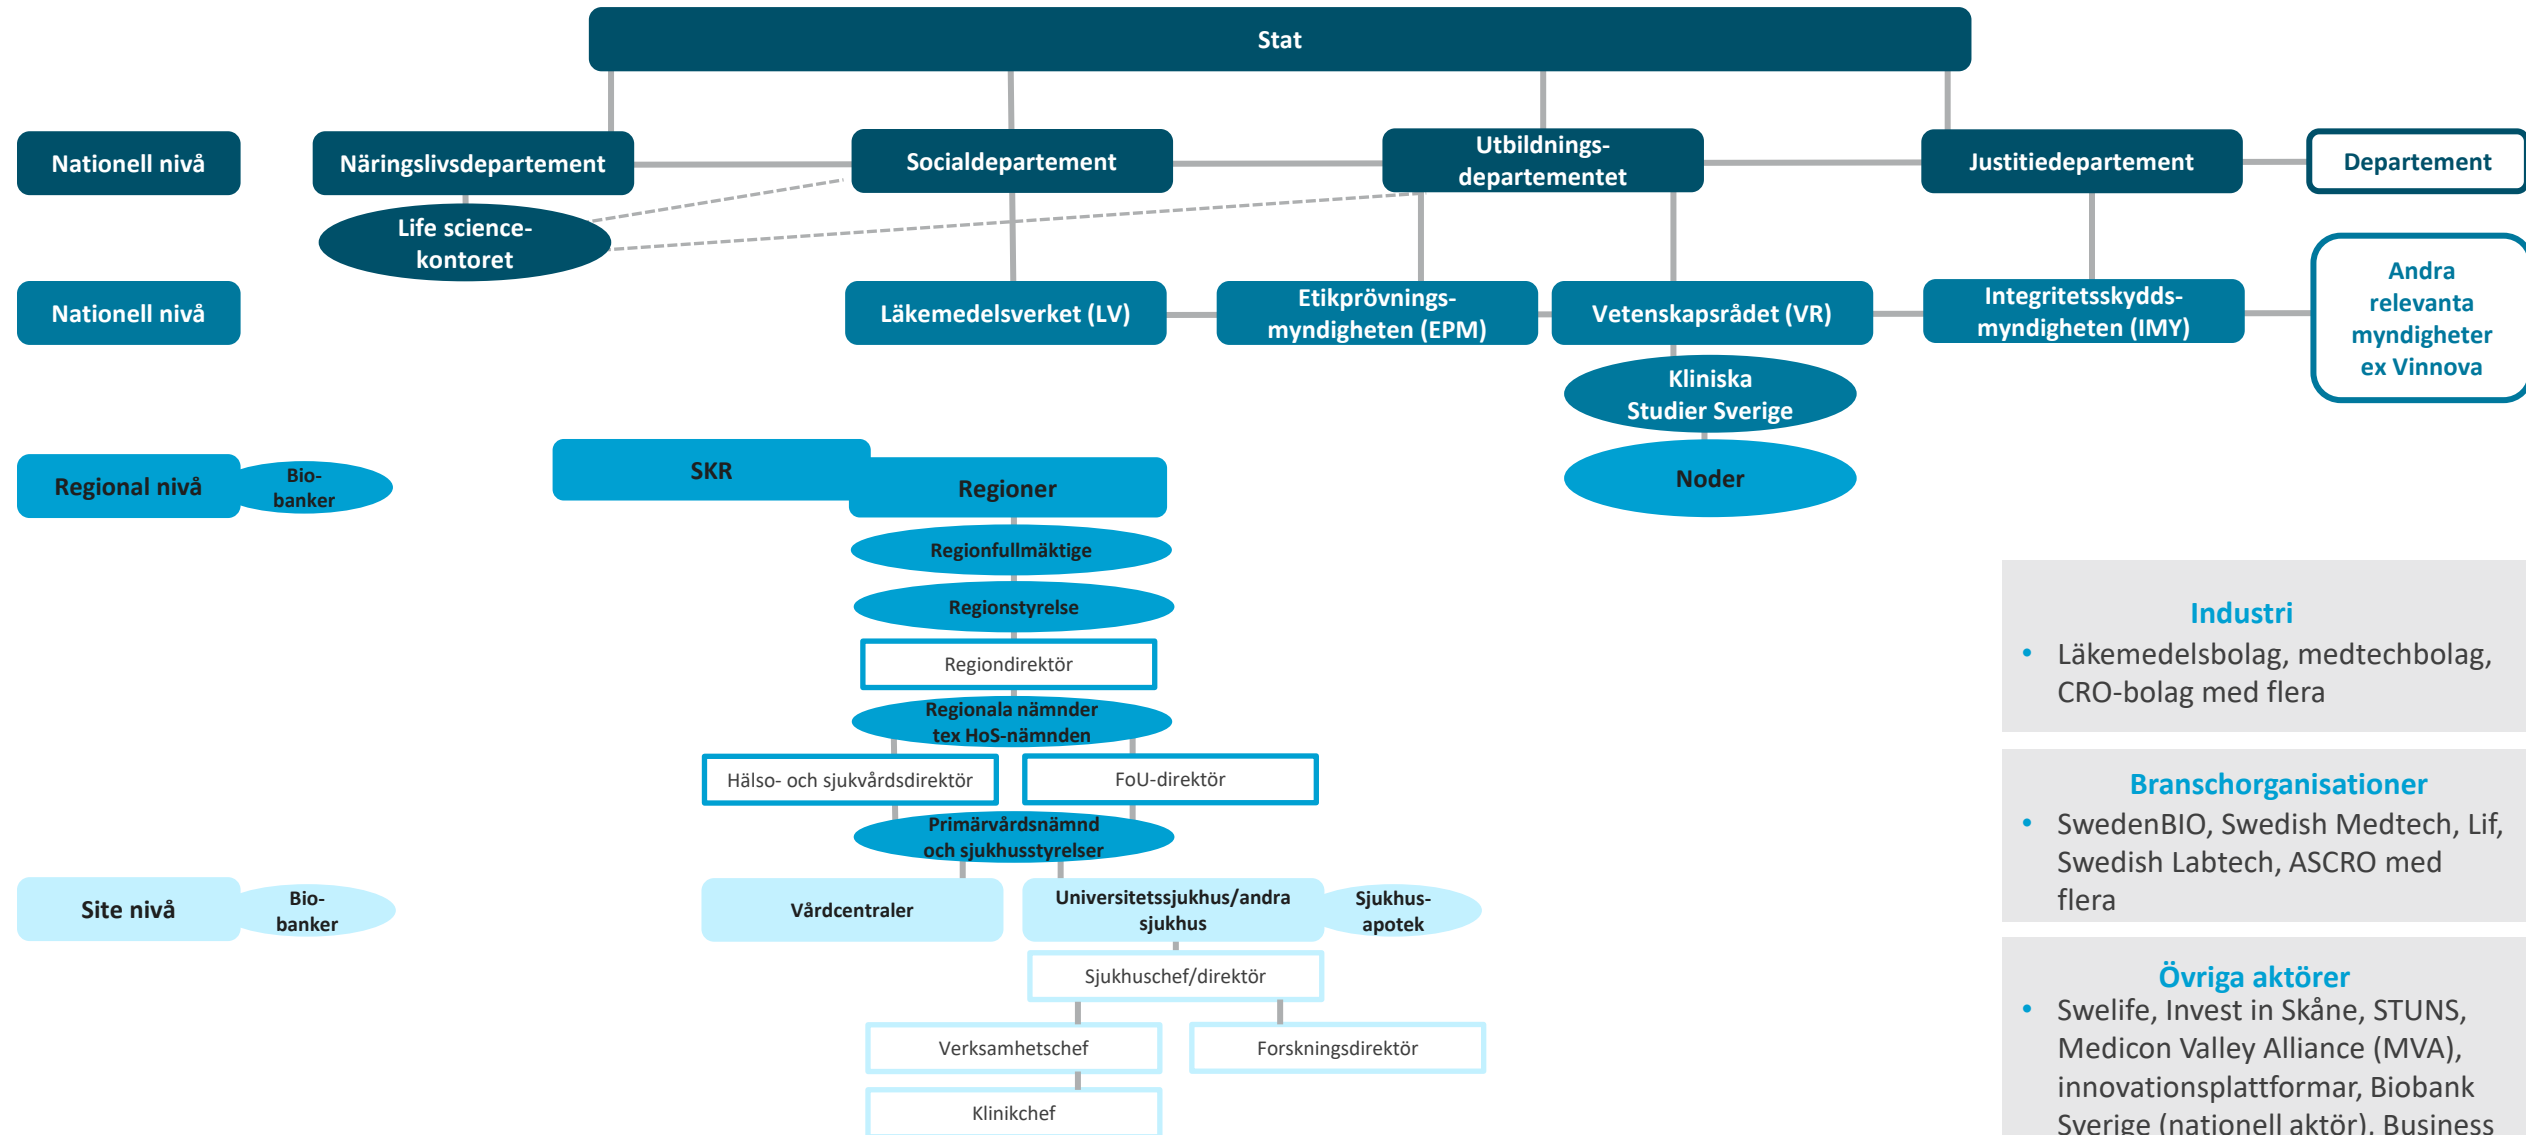 Stat
Nationell nivå
Näringslivsdepartement
Socialdepartement
Utbildnings-
departementet
Justitiedepartement
Departement
Life science-
kontoret
Nationell nivå
Läkemedelsverket (LV)
Etikprövnings-
myndigheten (EPM)
Vetenskapsrådet (VR)
Integritetsskydds-
myndigheten (IMY)
Andra
relevanta
myndigheter
ex Vinnova
Kliniska
Studier Sverige
Regional nivå
Bio-
banker
SKR
Regioner
Noder
Regionfullmäktige
Regionstyrelse
Regiondirektör
Regionala nämnder
tex HoS-nämnden
Hälso- och sjukvårdsdirektör
FoU-direktör
Primärvårdsnämnd
och sjukhusstyrelser
Site nivå
Bio-
banker
Vårdcentraler
Universitetssjukhus/andra
sjukhus
Sjukhus-
apotek
Sjukhuschef/direktör
Verksamhetschef
Forskningsdirektör
Klinikchef
Industri
• Läkemedelsbolag, medtechbolag,
CRO-bolag med flera
Branschorganisationer
• SwedenBIO, Swedish Medtech, Lif,
Swedish Labtech, ASCRO med
flera
Övriga aktörer
• Swelife, Invest in Skåne, STUNS,
Medicon Valley Alliance (MVA),
innovationsplattformar, Biobank
Sverige (nationell aktör), Business